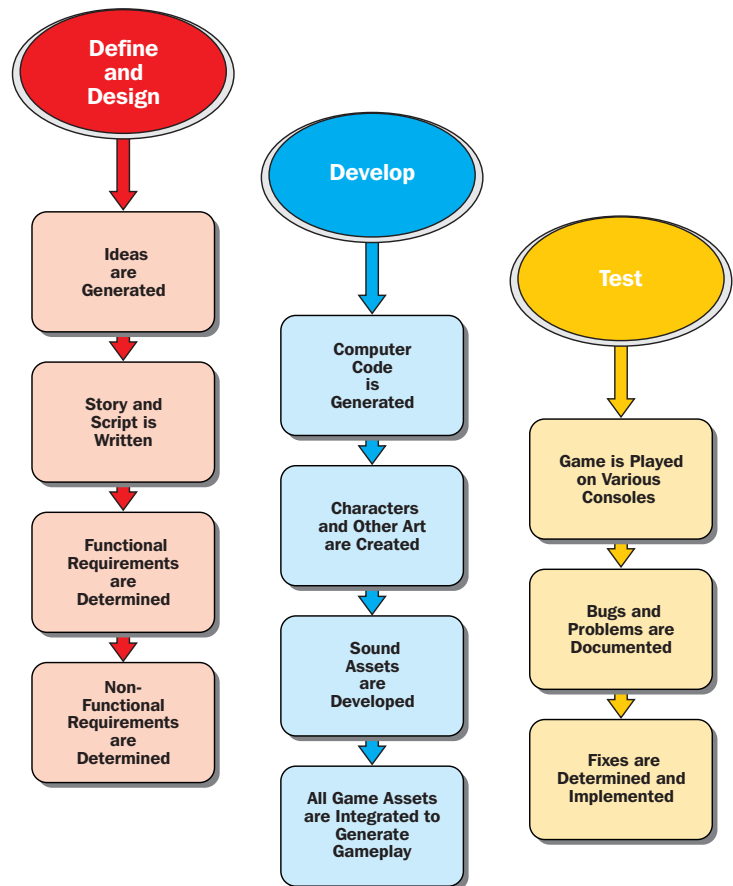 Define
and
Design
Ideas
are
Generated
Story and
Script is
Written
Functional
Requirements
are
Determined
Non-
Functional
Requirements
are
Determined
Develop
Computer
Code
is
Generated
Characters
and Other Art
are Created
Sound
Assets
are
Developed
All Game Assets
are Integrated to
Generate
Gameplay
Test
Game is Played
on Various
Consoles
Bugs and
Problems are
Documented
Fixes are
Determined and
Implemented